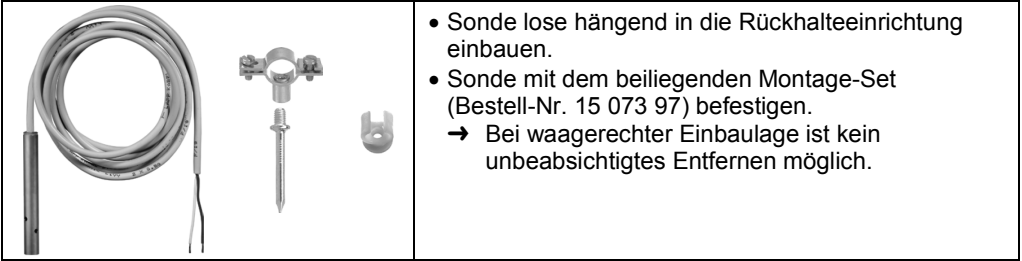 • Sonde lose hängend in die Rückhalteeinrichtung
einbauen.
• Sonde mit dem beiliegenden Montage-Set
(Bestell-Nr. 15 073 97) befestigen.
➔ Bei waagerechter Einbaulage ist kein
unbeabsichtigtes Entfernen möglich.